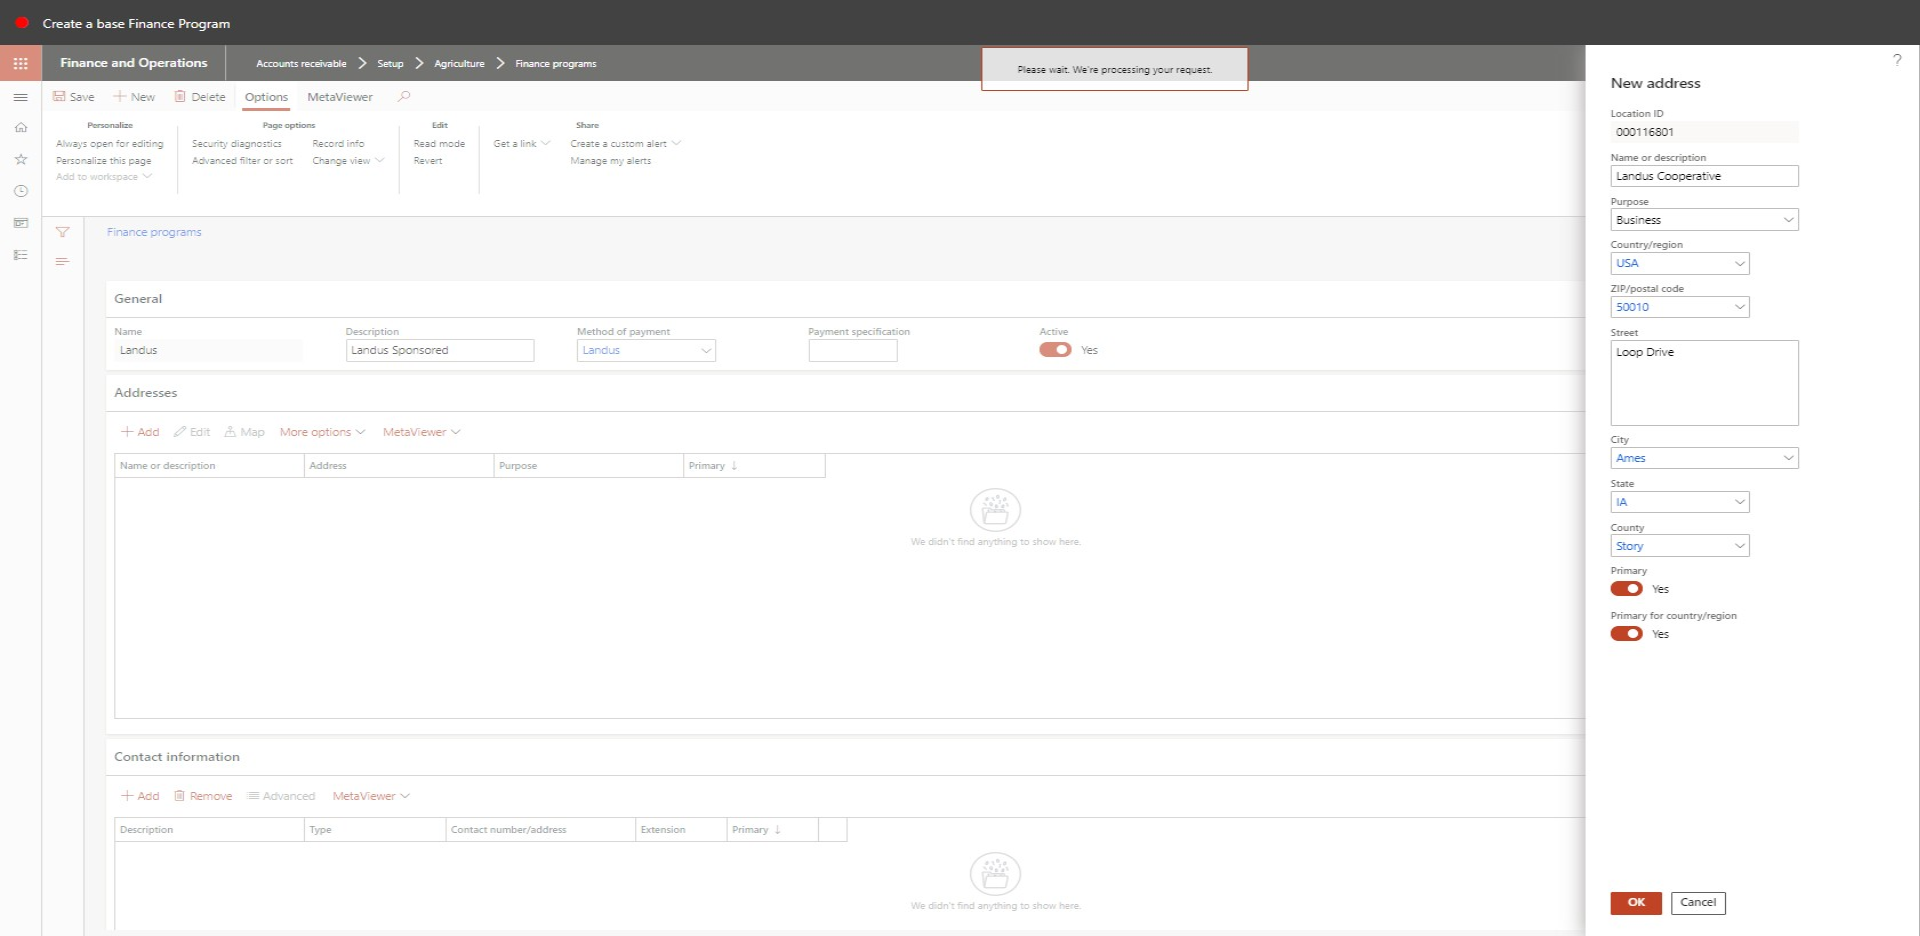 Create a base Finance Program
Finance and Operations
Accounts receivable
Setup
Agriculture
Finance programs
Please wait. We're processing your request.
?
Save
New
Delete
Options
MetaViewer
Personalize
Always open for editing
Personalize this page
Add to workspace
Page options
Security diagnostics
Advanced filter or sort
Record info
Change view
Edit
Read mode
Revert
Share
Get a link
Create a custom alert
Manage my alerts
Finance programs
General
Name
Landus
Description
Landus Sponsored
Method of payment
Landus
Payment specification
Active
Yes
Addresses
Add
Edit
Map
More options
MetaViewer
Name or description
Address
Purpose
Primary
We didn't find anything to show here.
Contact information
Add
Remove
Advanced
MetaViewer
Description
Type
Contact number/address
Extension
Primary
We didn't find anything to show here.
New address
Location ID
000116801
Name or description
Landus Cooperative
Purpose
Business
Country/region
USA
ZIP/postal code
50010
Street
Loop Drive
City
Ames
State
IA
County
Story
Primary
Yes
Primary for country/region
Yes
OK
Cancel